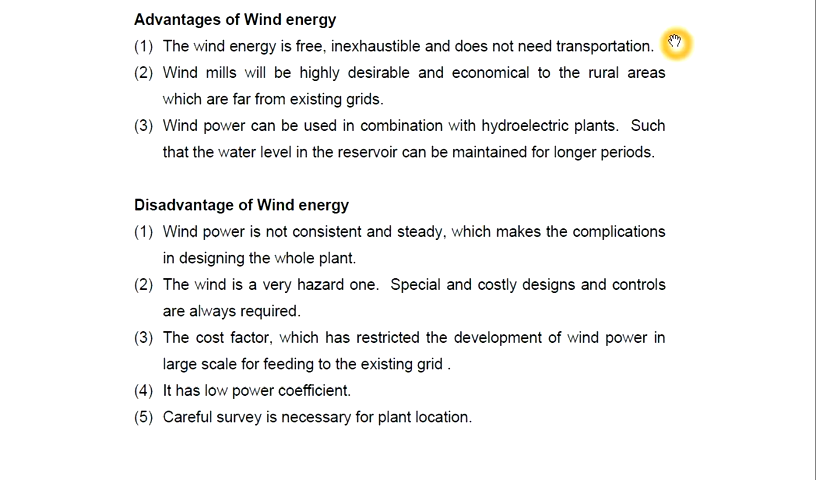 Advantages of Wind energy
(1) The wind energy is free, inexhaustible and does not need transportation.
(2) Wind mills will be highly desirable and economical to the rural areas
which are far from existing grids.
(3) Wind power can be used in combination with hydroelectric plants. Such
that the water level in the reservoir can be maintained for longer periods.
Disadvantage of Wind energy
(1) Wind power is not consistent and steady, which makes the complications
in designing the whole plant.
(2) The wind is a very hazard one. Special and costly designs and controls
are always required.
(3) The cost factor, which has restricted the development of wind power in
large scale for feeding to the existing grid .
(4) It has low power coefficient.
(5) Careful survey is necessary for plant location.